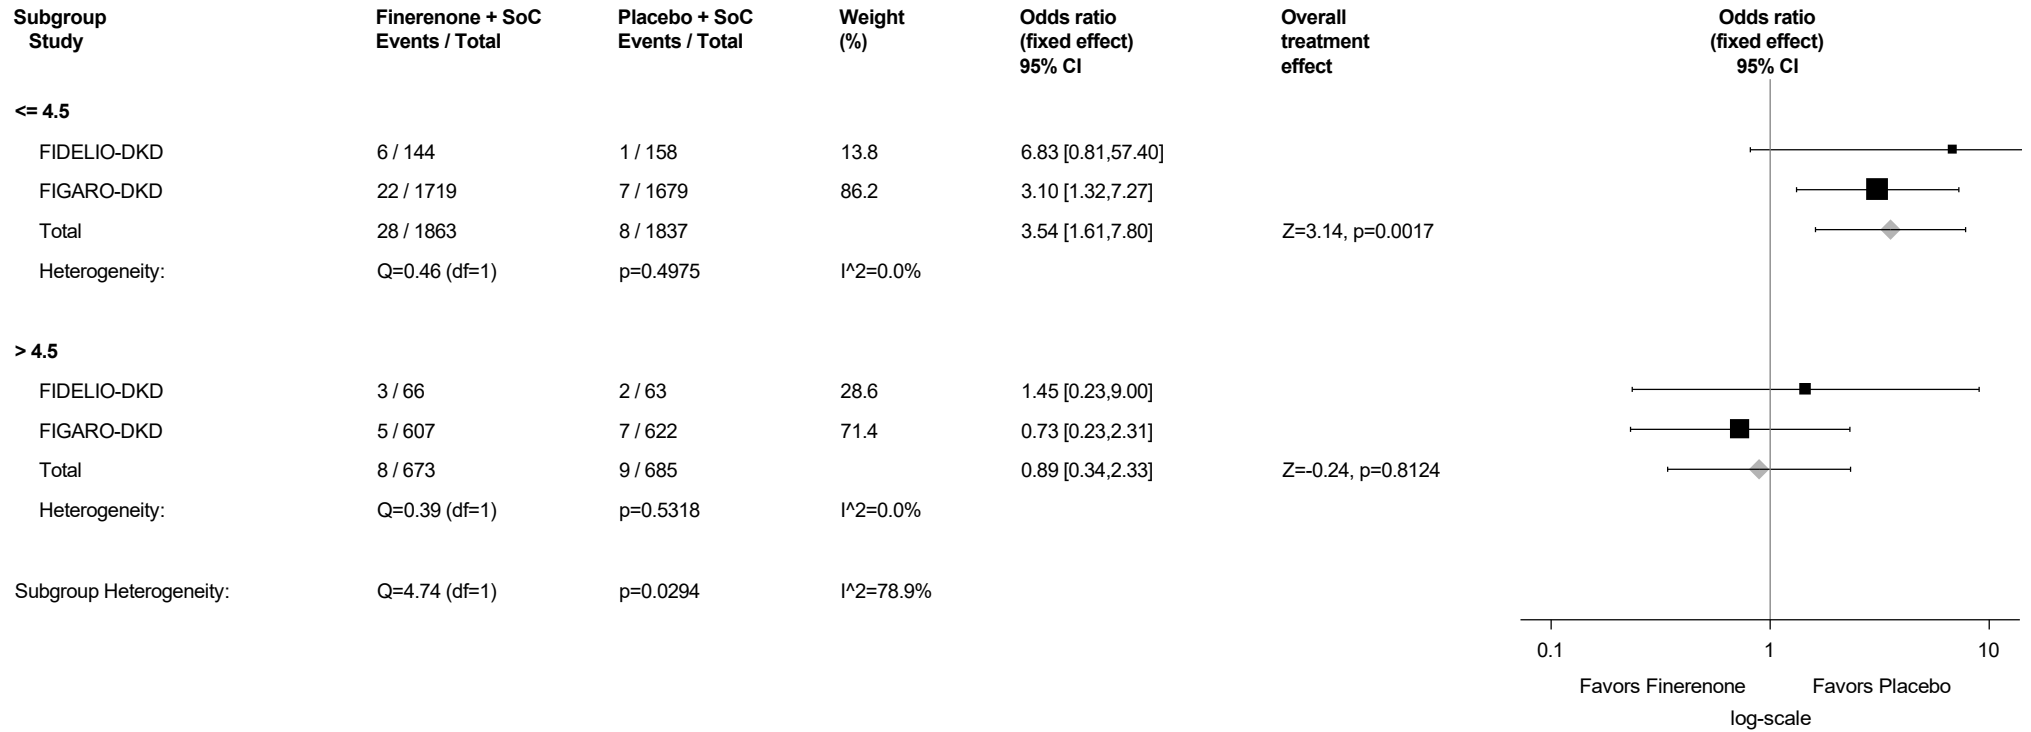 Subgroup Finerenone + SoC Placebo + SoC Weight Odds ratio Overall Odds ratio
Study Events / Total Events / Total (%) (fixed effect) treatment (fixed effect)
95% CI effect 95% CI
<= 4.5
FIDELIO-DKD 6 / 144 1 / 158 13.8 6.83 [0.81,57.40]
FIGARO-DKD 22 / 1719 7 / 1679 86.2 3.10 [1.32,7.27]
Total 28 / 1863 8 / 1837 3.54 [1.61,7.80] Z=3.14, p=0.0017
Heterogeneity: Q=0.46 (df=1) p=0.4975 I^2=0.0%
> 4.5
FIDELIO-DKD 3 / 66 2 / 63 28.6 1.45 [0.23,9.00]
FIGARO-DKD 5 / 607 7 / 622 71.4 0.73 [0.23,2.31]
Total 8 / 673 9 / 685 0.89 [0.34,2.33] Z=-0.24, p=0.8124
Heterogeneity: Q=0.39 (df=1) p=0.5318 I^2=0.0%
Subgroup Heterogeneity: Q=4.74 (df=1) p=0.0294 I^2=78.9%
0.1 1 10
Favors Finerenone Favors Placebo
log-scale